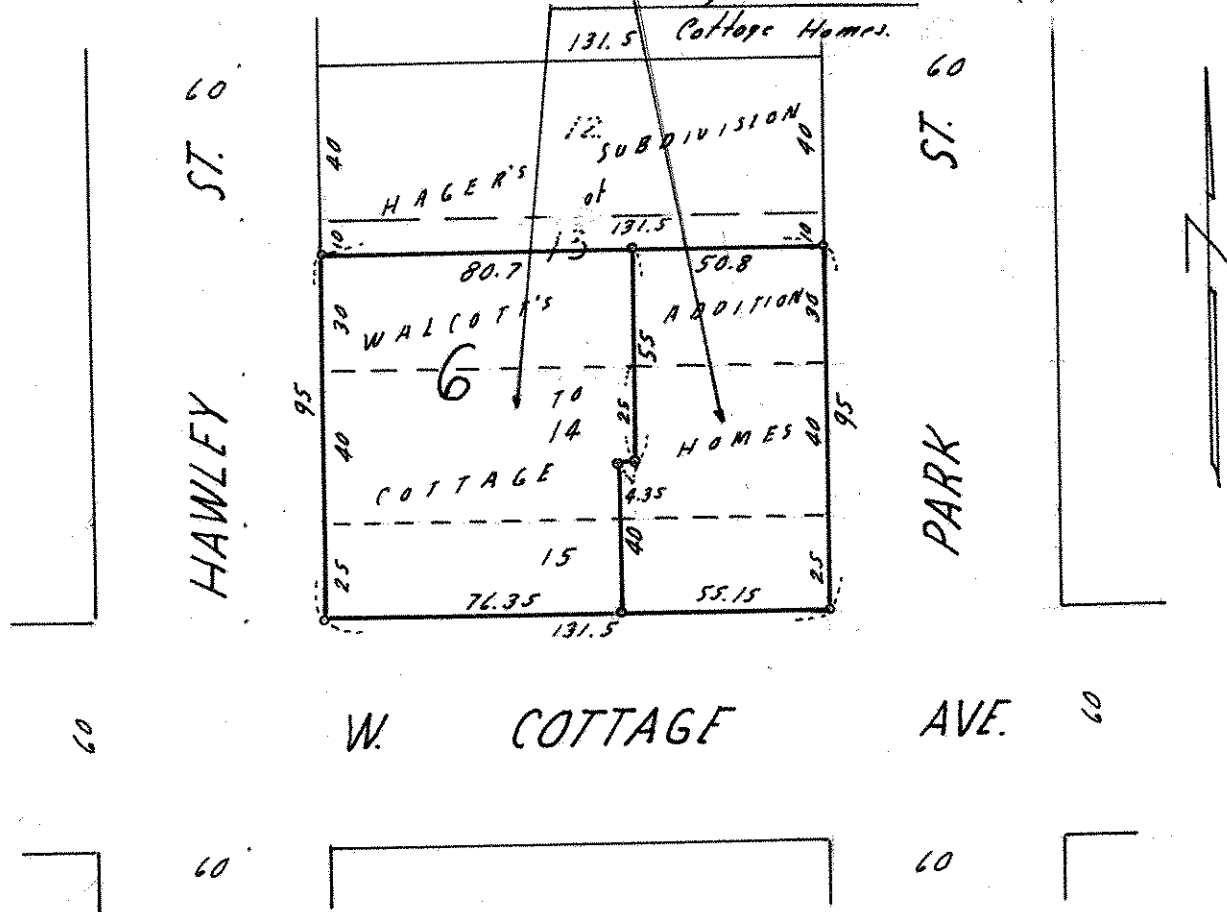 Cottage Homes.
131.5
60
60
ST.
ST.
40
12
SUBDIVISION
40
HAGER'S
of
10
131.5
10
13
80.7
50.8
30
WALCOTT'S
ADDITION
30
55
6
95
TO
25
95
14
40
HOMES
40
HAWLEY
PARK
COTTAGE
4.35
40
15
25
25
76.35
55.15
131.5
60
W. COTTAGE AVE.
60
60
60